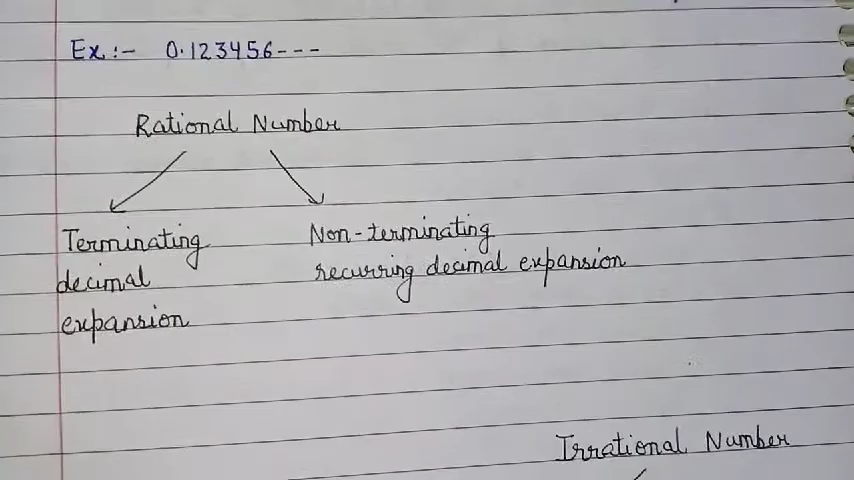 Ex:- 0.123456---
Rational Number
Terminating
decimal
expansion
Non-terminating
recurring decimal expansion
Irrational Number